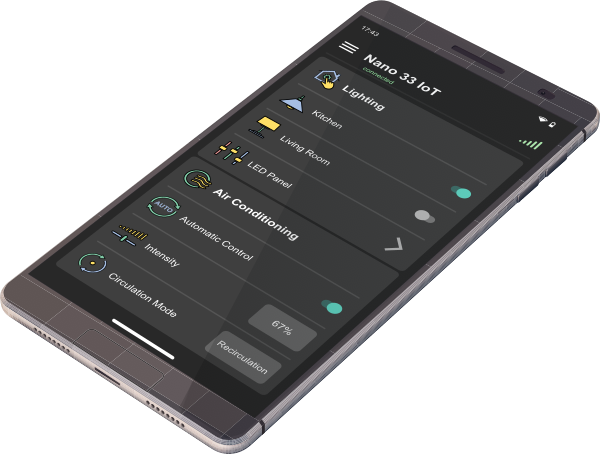 17:43
Nano 33 IoT
connected
Lighting
Kitchen
Living Room
LED Panel
Air Conditioning
AUTO
Automatic Control
Intensity
67%
Circulation Mode
Recirculation